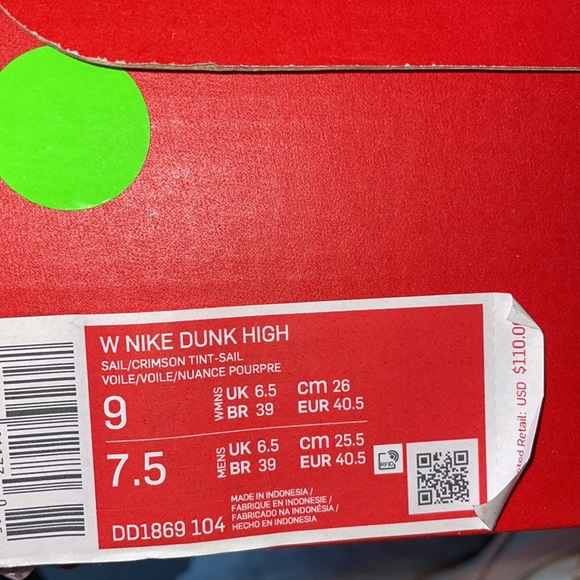 W NIKE DUNK HIGH
SAIL/CRIMSON TINT-SAIL
VOILE/VOILE/NUANCE POURPRE
9 WMNS UK 6.5 CM 26
BR 39 EUR 40.5
7.5 MENS UK 6.5 CM 25.5
BR 39 EUR 40.5
RFID
MADE IN INDONESIA/
FABRIQUE EN INDONESIE/
FABRICADO NA INDONÉSIA/
HECHO EN INDONESIA
DD1869 104
Retail: USD $110.0